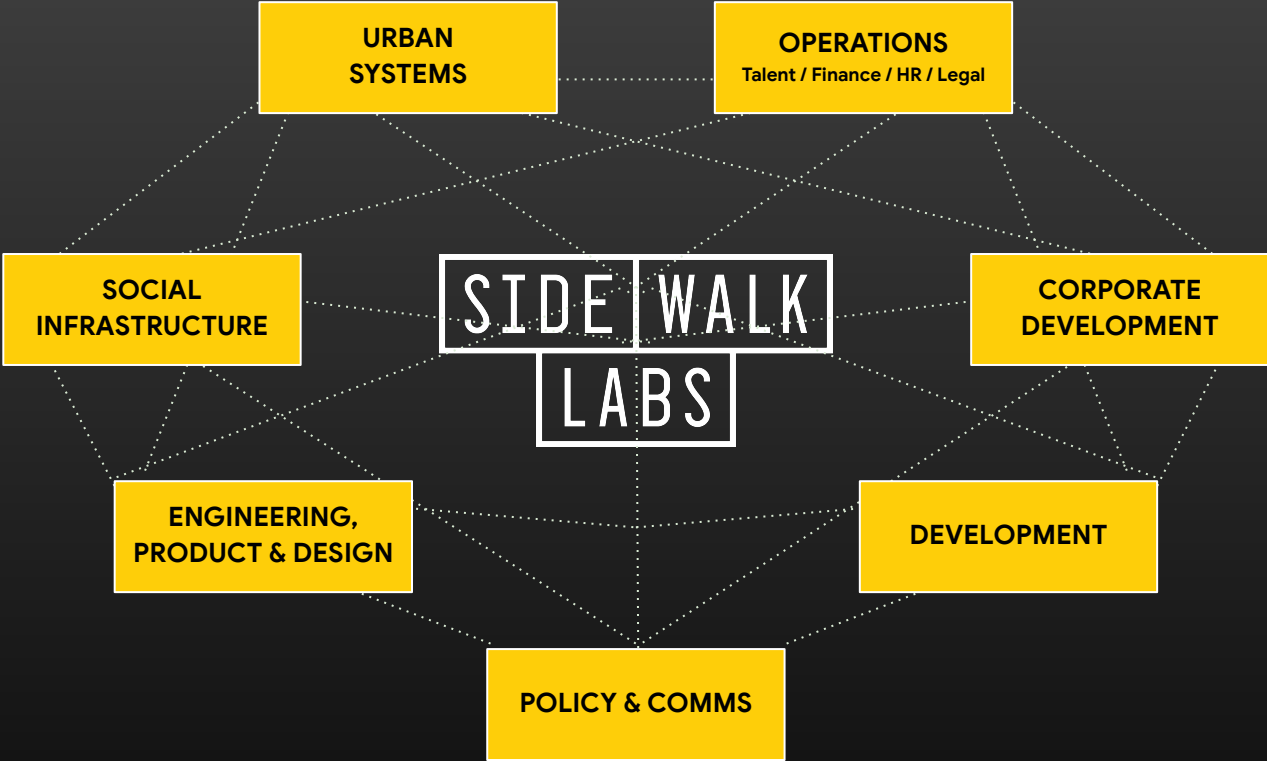 URBAN
SYSTEMS
OPERATIONS
Talent / Finance / HR / Legal
SOCIAL
INFRASTRUCTURE
SIDE WALK
LABS
CORPORATE
DEVELOPMENT
ENGINEERING,
PRODUCT & DESIGN
DEVELOPMENT
POLICY & COMMS